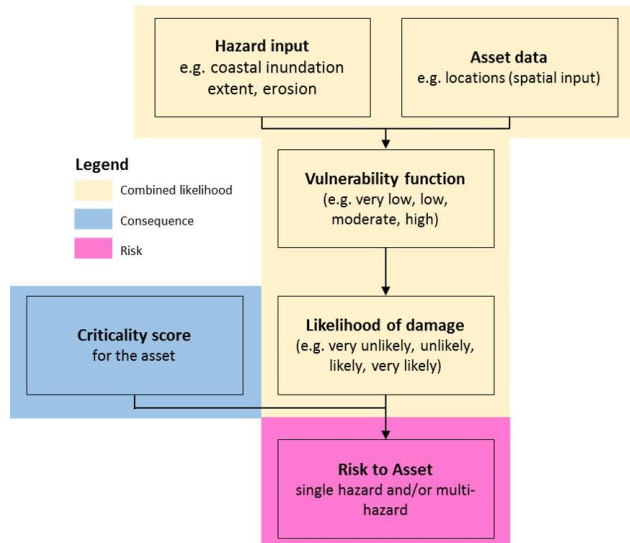 Hazard input
e.g. coastal inundation
extent, erosion
Asset data
e.g. locations (spatial input)
Legend
Combined likelihood
Consequence
Risk
Vulnerability function
(e.g. very low, low,
moderate, high)
Criticality score
for the asset
Likelihood of damage
(e.g. very unlikely, unlikely,
likely, very likely)
Risk to Asset
single hazard and/or multi-
hazard